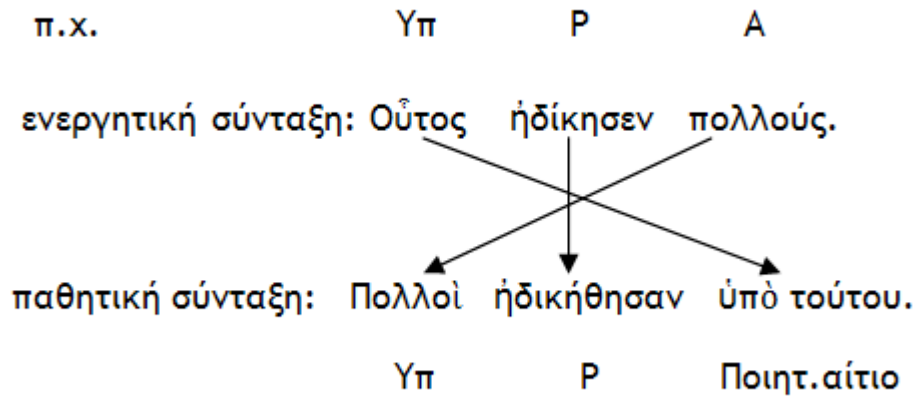 π.χ. Υπ Ρ Α
ενεργητική σύνταξη: Οὗτος ἠδίκησεν πολλούς.
παθητική σύνταξη: Πολλοὶ ἠδικήθησαν ὑπὸ τούτου.
Υπ Ρ Ποιητ.αίτιο